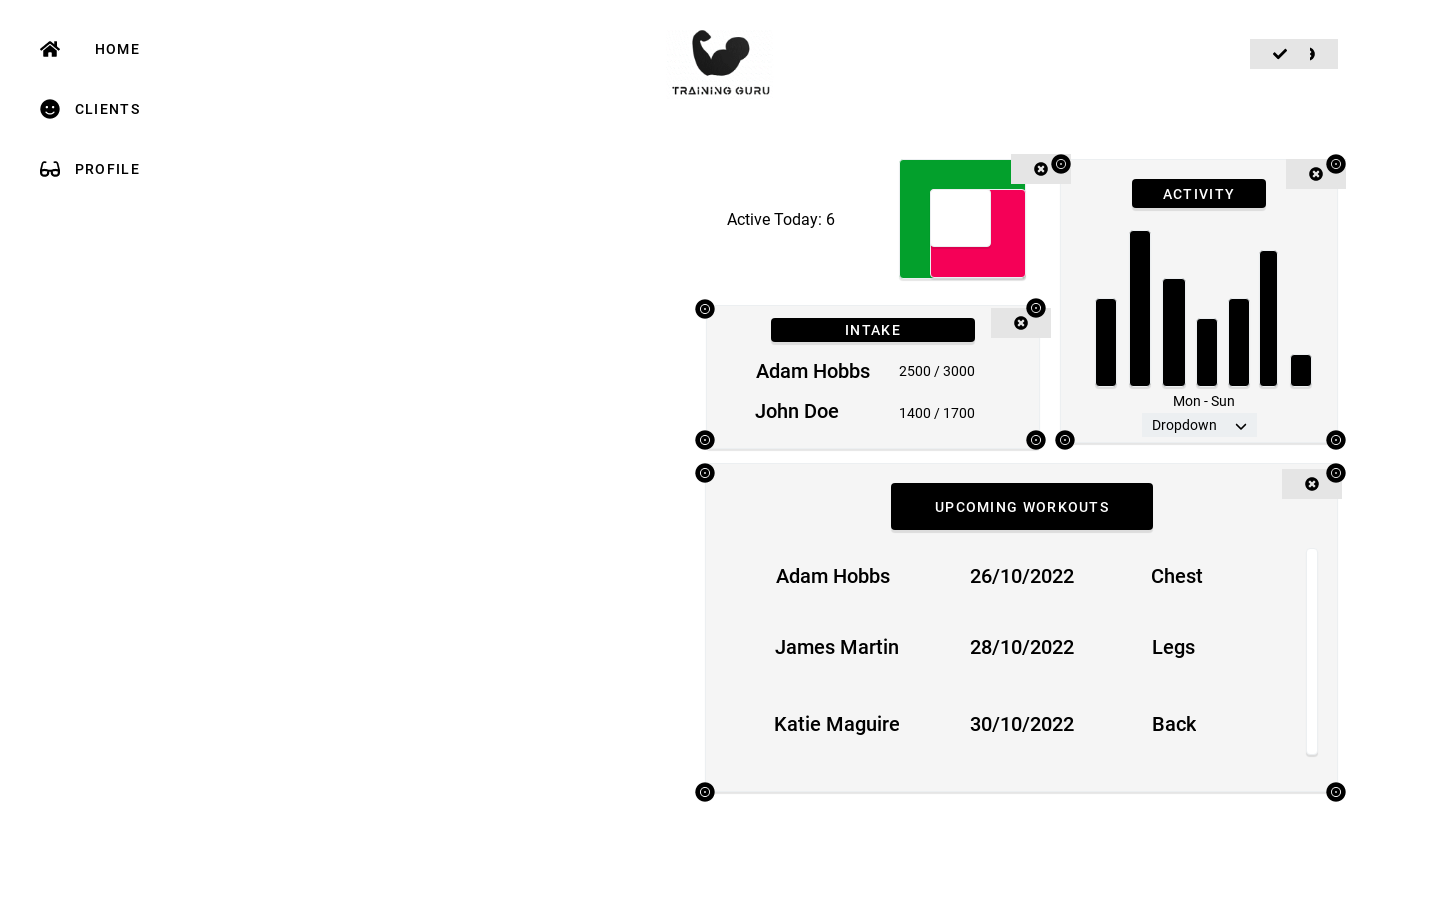 HOME
CLIENTS
PROFILE
TRAINING GURU
Active Today: 6
ACTIVITY
Mon - Sun
Dropdown
INTAKE
Adam Hobbs 2500 / 3000
John Doe 1400 / 1700
UPCOMING WORKOUTS
Adam Hobbs 26/10/2022 Chest
James Martin 28/10/2022 Legs
Katie Maguire 30/10/2022 Back